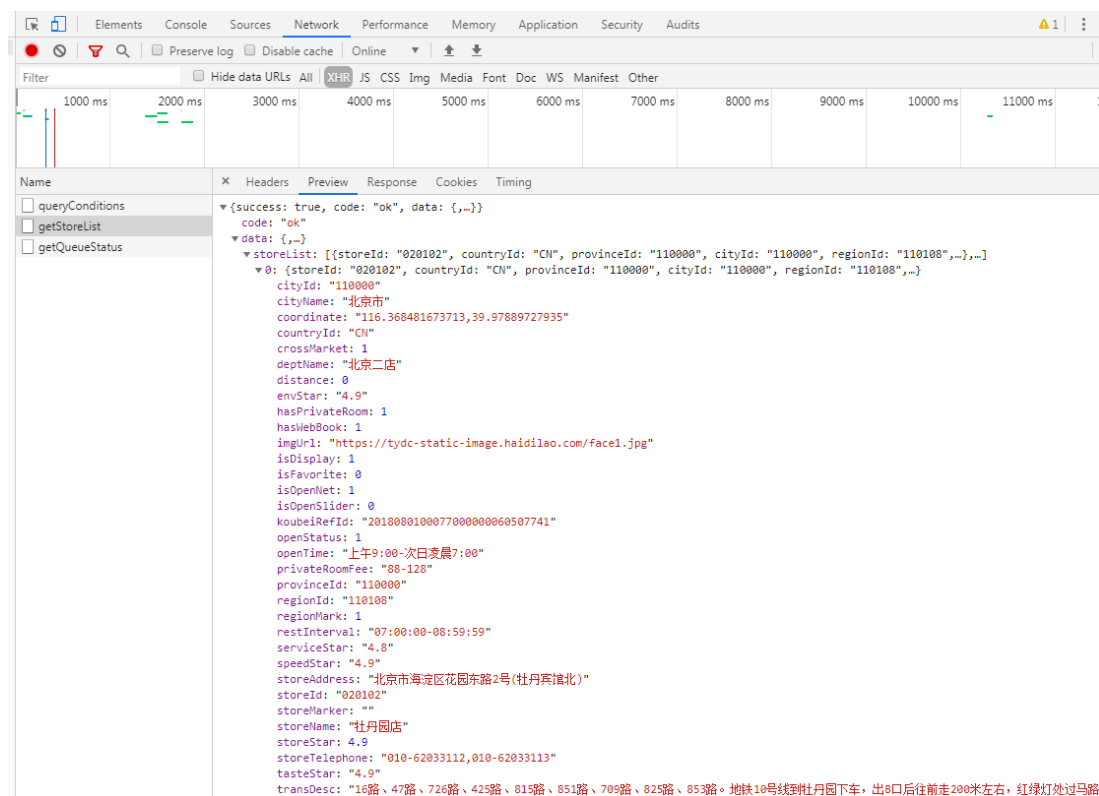 Elements Console Sources Network Performance Memory Application Security Audits 1
Preserve log Disable cache Online
Filter Hide data URLs All XHR JS CSS Img Media Font Doc WS Manifest Other
1000 ms 2000 ms 3000 ms 4000 ms 5000 ms 6000 ms 7000 ms 8000 ms 9000 ms 10000 ms 11000 ms
Name × Headers Preview Response Cookies Timing
queryConditions
getStoreList
getQueueStatus
▼{success: true, code: "ok", data: {,…}}
code: "ok"
▼data: {,…}
▼storeList: [{storeId: "020102", countryId: "CN", provinceId: "110000", cityId: "110000", regionId: "110108",…},…]
▼0: {storeId: "020102", countryId: "CN", provinceId: "110000", cityId: "110000", regionId: "110108",…}
cityId: "110000"
cityName: "北京市"
coordinate: "116.368481673713,39.97889727935"
countryId: "CN"
crossMarket: 1
deptName: "北京二店"
distance: 0
envStar: "4.9"
hasPrivateRoom: 1
hasWebBook: 1
imgUrl: "https://tydc-static-image.haidilao.com/face1.jpg"
isDisplay: 1
isFavorite: 0
isOpenNet: 1
isOpenSlider: 0
koubeiRefId: "2018080100077000000060507741"
openStatus: 1
openTime: "上午9:00-次日凌晨7:00"
privateRoomFee: "88-128"
provinceId: "110000"
regionId: "110108"
regionMark: 1
restInterval: "07:00:00-08:59:59"
serviceStar: "4.8"
speedStar: "4.9"
storeAddress: "北京市海淀区花园东路2号(牡丹宾馆北)"
storeId: "020102"
storeMarker: ""
storeName: "牡丹园店"
storeStar: 4.9
storeTelephone: "010-62033112,010-62033113"
tasteStar: "4.9"
transDesc: "16路、47路、726路、425路、815路、851路、709路、825路、853路。地铁10号线到牡丹园下车，出B口后往前走200米左右，红绿灯处过马路